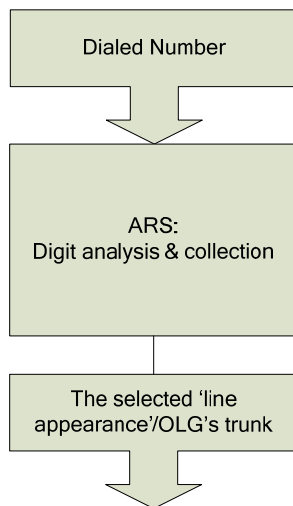 Dialed Number
ARS:
Digit analysis & collection
The selected ‘line
appearance’/OLG’s trunk